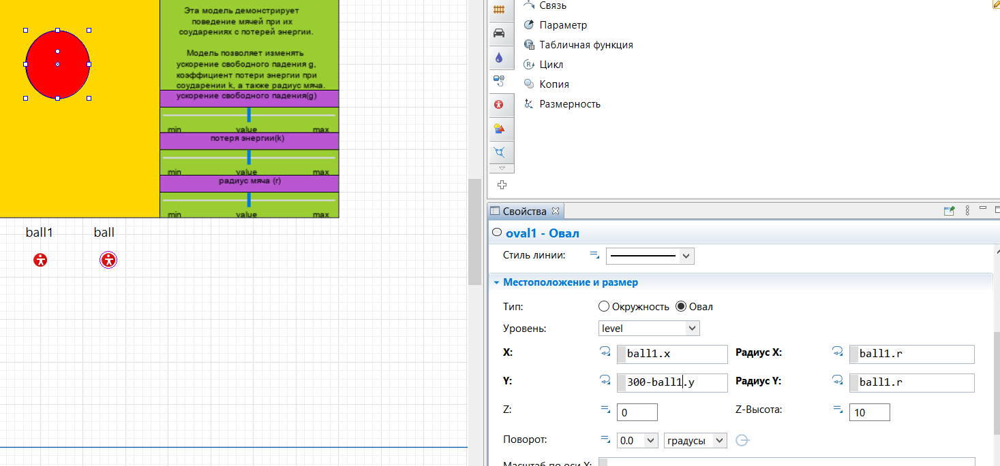 Эта модель демонстрирует
поведение мячей при их
соударениях с потерей энергии.
Модель позволяет изменять
ускорение свободного падения g,
коэффициент потери энергии при
соударении k, а также радиус мяча.
ускорение свободного падения(g)
min value max
потеря энергии(k)
min value max
радиус мяча (r)
min value max
ball1 ball
Связь
Параметр
Табличная функция
Цикл
Копия
Размерность
Свойства
oval1 - Овал
Стиль линии:
Местоположение и размер
Тип: Окружность Овал
Уровень: level
X: ball1.x Радиус X: ball1.r
Y: 300-ball1.y Радиус Y: ball1.r
Z: 0 Z-Высота: 10
Поворот: 0.0 градусы
Масштаб по оси X: